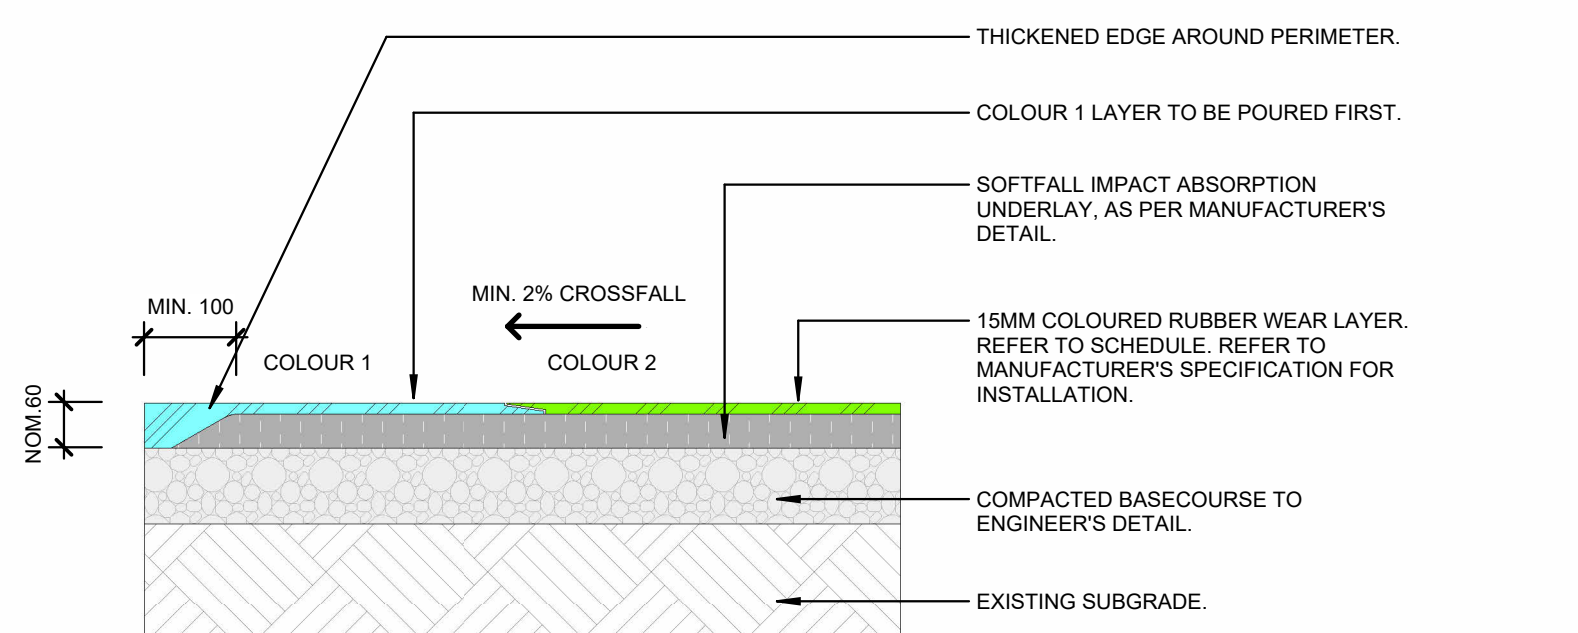 THICKENED EDGE AROUND PERIMETER.
COLOUR 1 LAYER TO BE POURED FIRST.
SOFTFALL IMPACT ABSORPTION
UNDERLAY, AS PER MANUFACTURER'S
DETAIL.
MIN. 2% CROSSFALL
MIN. 100
15MM COLOURED RUBBER WEAR LAYER.
REFER TO SCHEDULE. REFER TO
MANUFACTURER'S SPECIFICATION FOR
INSTALLATION.
COLOUR 1
COLOUR 2
NOM.60
COMPACTED BASECOURSE TO
ENGINEER'S DETAIL.
EXISTING SUBGRADE.